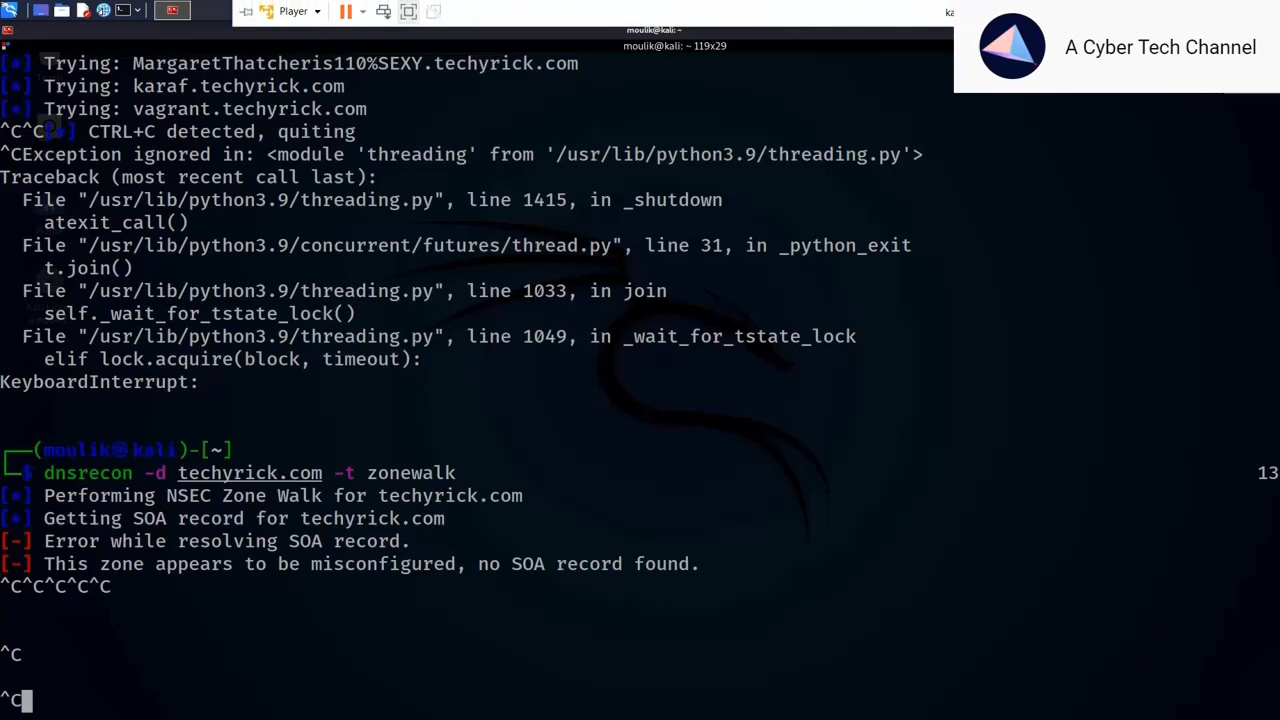 Player
ka
A Cyber Tech Channel
moulik@kali: ~
moulik@kali: ~ 119x29
[*] Trying: MargaretThatcheris110%SEXY.techyrick.com
[*] Trying: karaf.techyrick.com
[*] Trying: vagrant.techyrick.com
^C^C[*] CTRL+C detected, quiting
^CException ignored in: <module 'threading' from '/usr/lib/python3.9/threading.py'>
Traceback (most recent call last):
  File "/usr/lib/python3.9/threading.py", line 1415, in _shutdown
    atexit_call()
  File "/usr/lib/python3.9/concurrent/futures/thread.py", line 31, in _python_exit
    t.join()
  File "/usr/lib/python3.9/threading.py", line 1033, in join
    self._wait_for_tstate_lock()
  File "/usr/lib/python3.9/threading.py", line 1049, in _wait_for_tstate_lock
    elif lock.acquire(block, timeout):
KeyboardInterrupt:
┌──(moulik㉿kali)-[~]
└─$ dnsrecon -d techyrick.com -t zonewalk 13
[*] Performing NSEC Zone Walk for techyrick.com
[*] Getting SOA record for techyrick.com
[-] Error while resolving SOA record.
[-] This zone appears to be misconfigured, no SOA record found.
^C^C^C^C^C
^C
^C